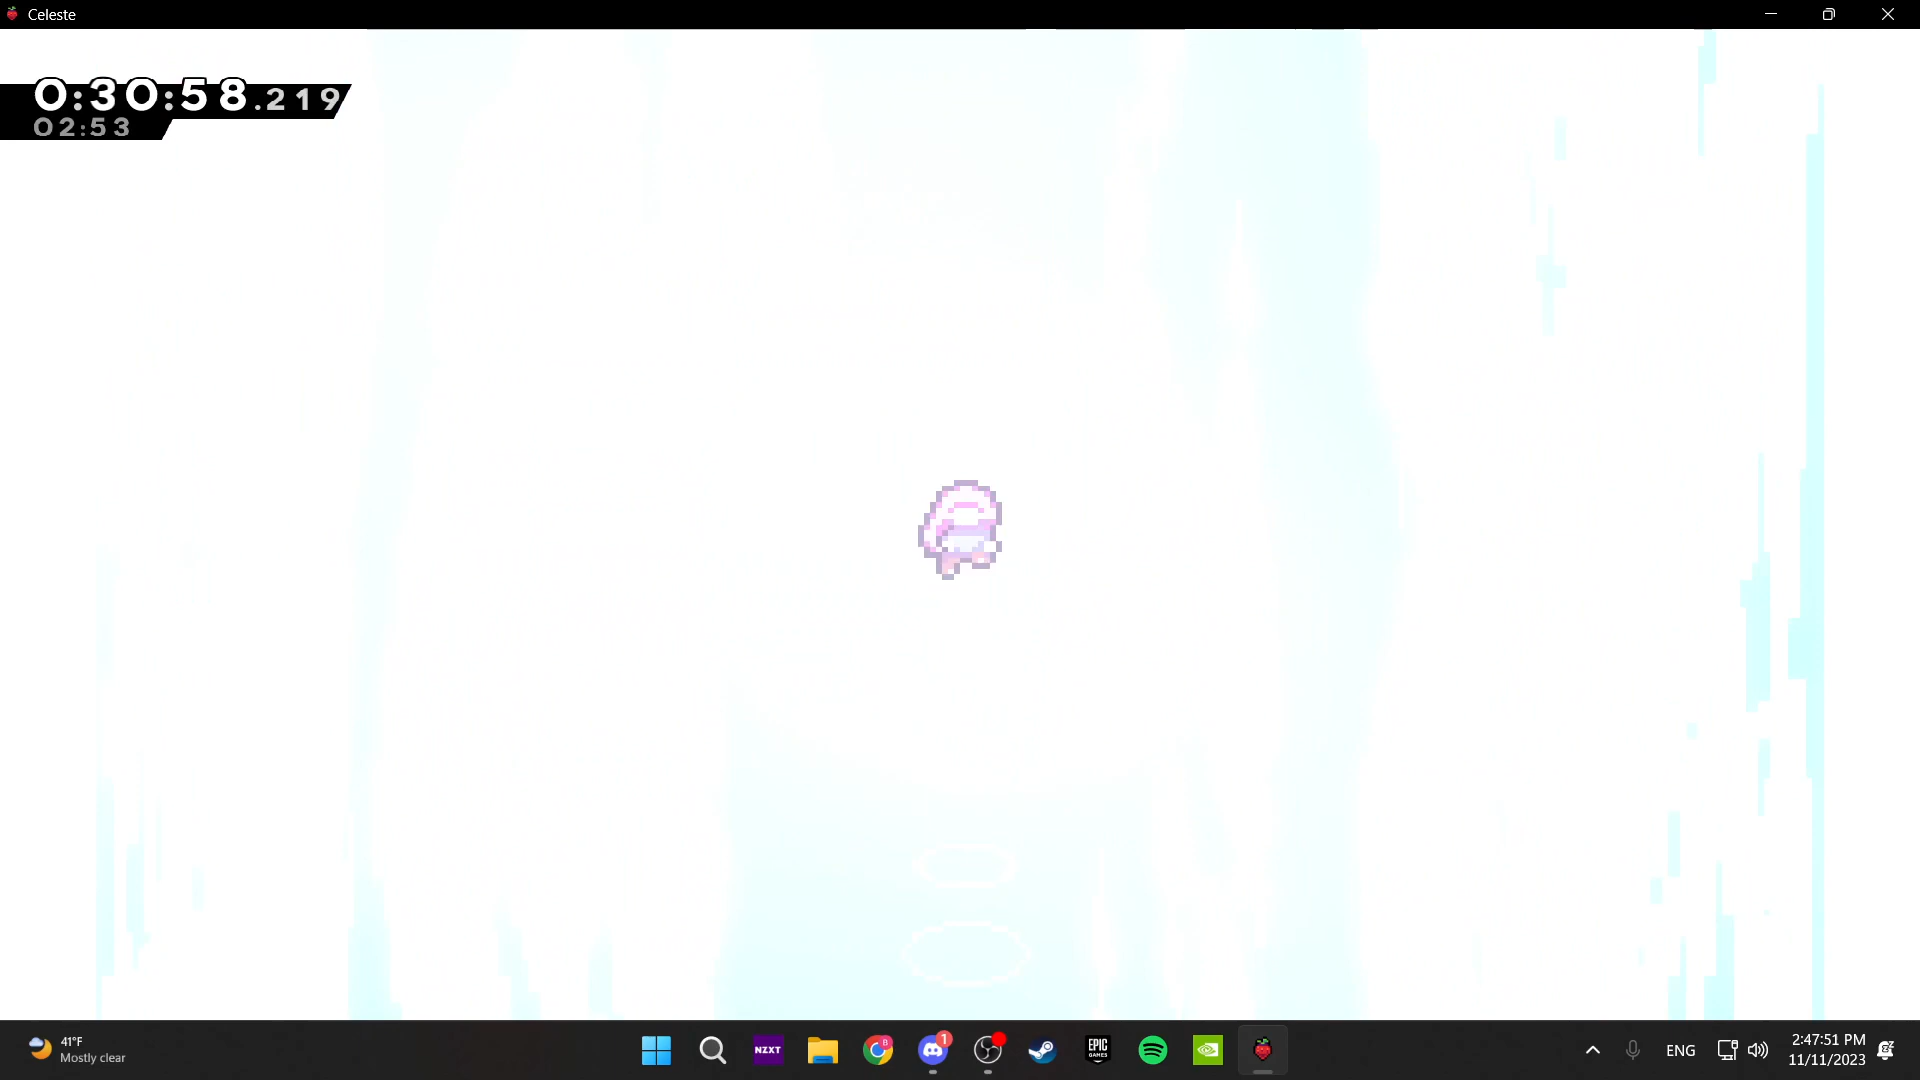 Celeste
0:30:58.219
02:53
41°F
Mostly clear
NZXT
B
1
EPIC
GAMES
ENG
2:47:51 PM
11/11/2023